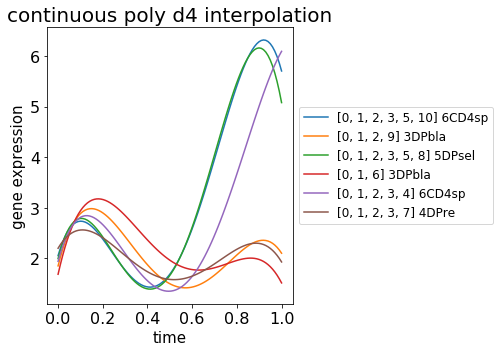 continuous poly d4 interpolation
gene expression
6
5
4
3
2
0.0 0.2 0.4 0.6 0.8 1.0
time
[0, 1, 2, 3, 5, 10] 6CD4sp
[0, 1, 2, 9] 3DPbla
[0, 1, 2, 3, 5, 8] 5DPsel
[0, 1, 6] 3DPbla
[0, 1, 2, 3, 4] 6CD4sp
[0, 1, 2, 3, 7] 4DPre